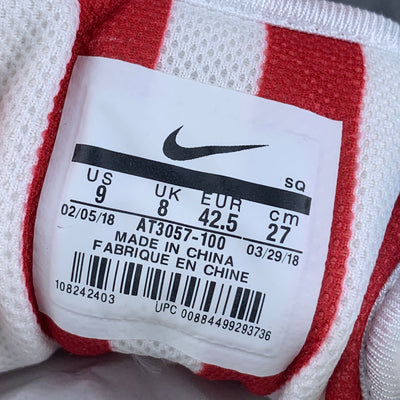 SQ
US UK EUR cm
9 8 42.5 27
02/05/18 AT3057-100 03/29/18
MADE IN CHINA
FABRIQUE EN CHINE
108242403 UPC 00884499293736